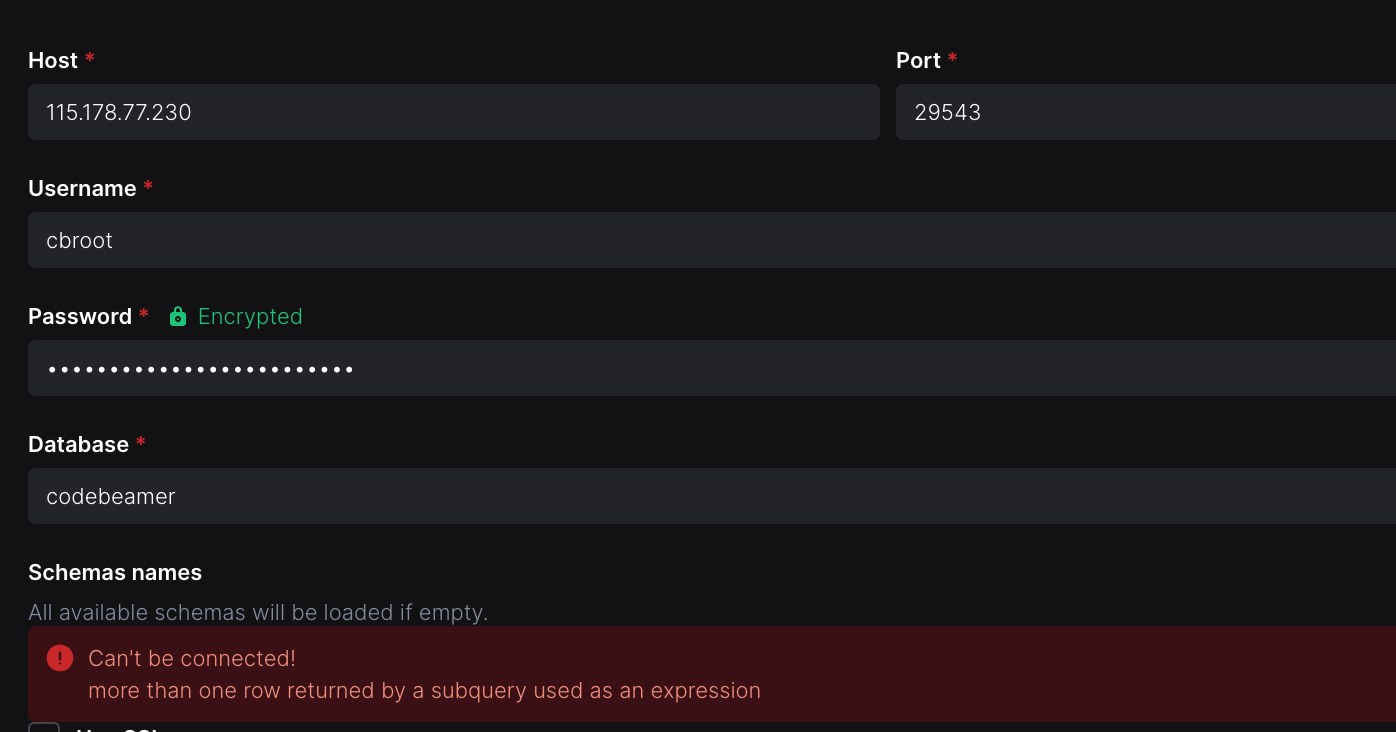 Host *
Port *
115.178.77.230
29543
Username *
cbroot
Password * Encrypted
•••••••••••••••••••••••••
Database *
codebeamer
Schemas names
All available schemas will be loaded if empty.
Can't be connected!
more than one row returned by a subquery used as an expression